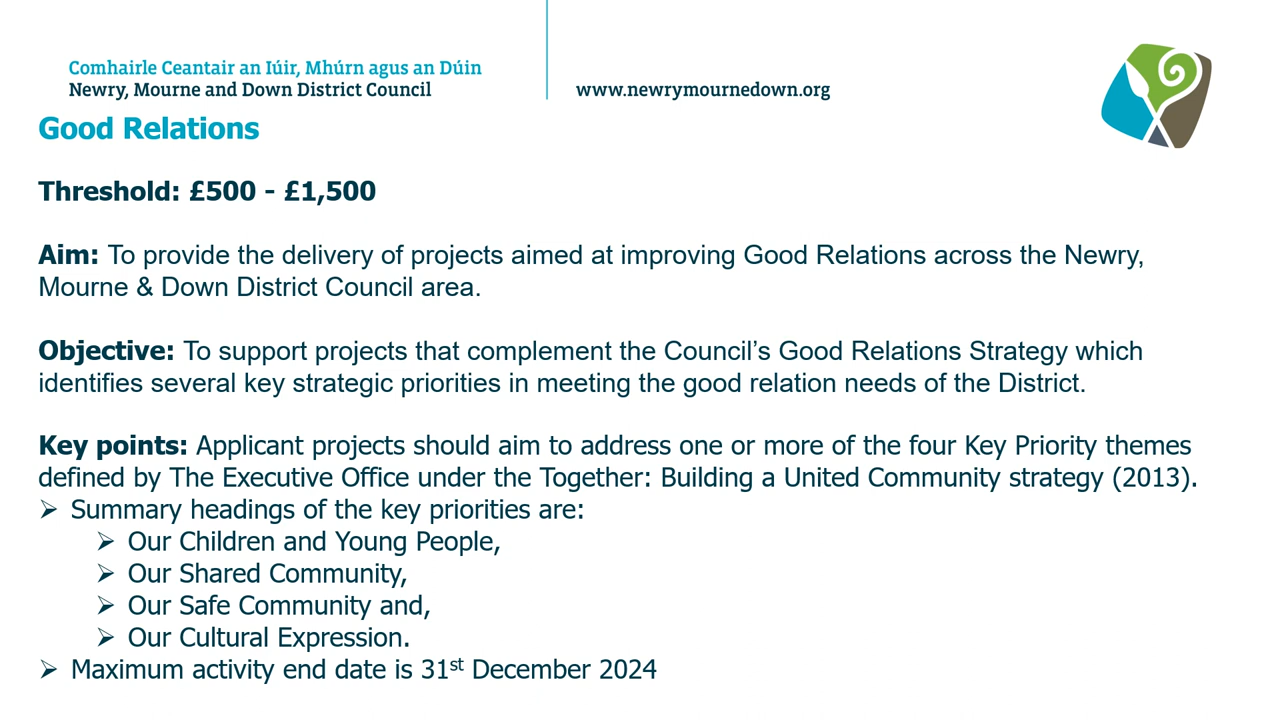 Comhairle Ceantair an Iúir, Mhúrn agus an Dúin
Newry, Mourne and Down District Council
www.newrymournedown.org
Good Relations
Threshold: £500 - £1,500
Aim: To provide the delivery of projects aimed at improving Good Relations across the Newry,
Mourne & Down District Council area.
Objective: To support projects that complement the Council’s Good Relations Strategy which
identifies several key strategic priorities in meeting the good relation needs of the District.
Key points: Applicant projects should aim to address one or more of the four Key Priority themes
defined by The Executive Office under the Together: Building a United Community strategy (2013).
➢ Summary headings of the key priorities are:
➢ Our Children and Young People,
➢ Our Shared Community,
➢ Our Safe Community and,
➢ Our Cultural Expression.
➢ Maximum activity end date is 31st December 2024